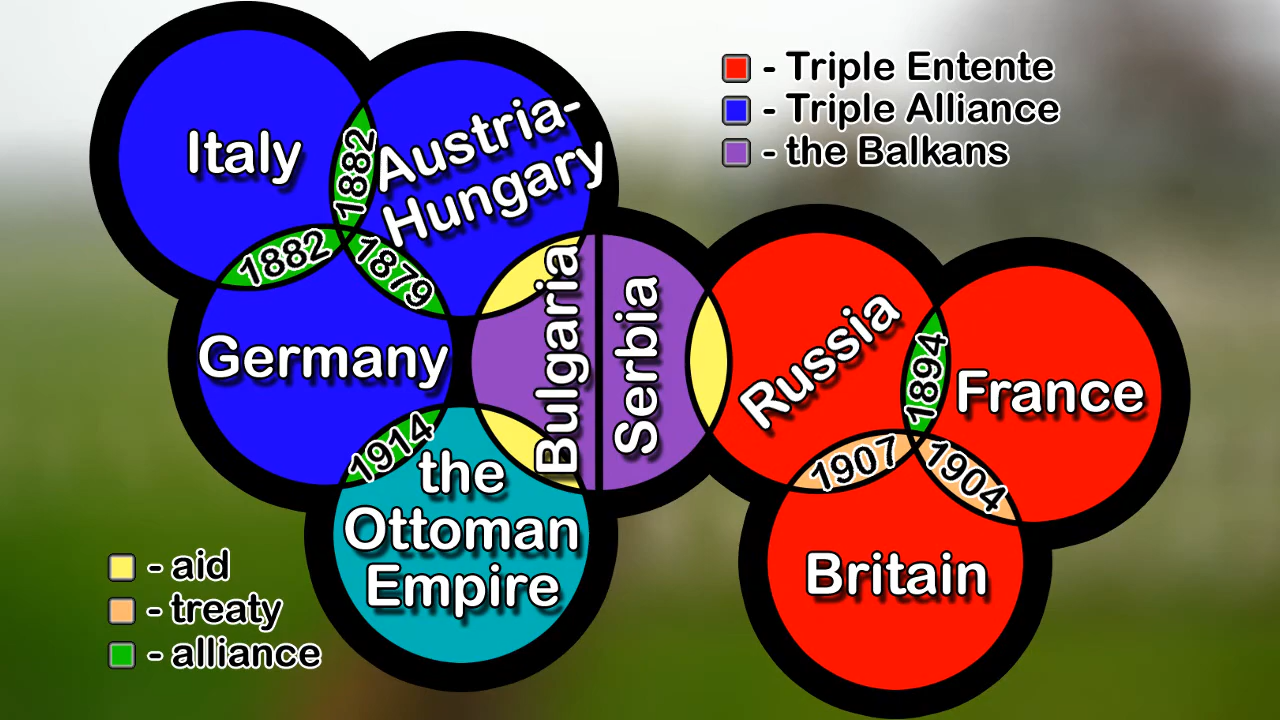 - Triple Entente
- Triple Alliance
- the Balkans
Italy
Austria-
Hungary
1882
1882
1879
Germany
Bulgaria
Serbia
Russia
1894
France
1914
the
Ottoman
Empire
1907
1904
Britain
- aid
- treaty
- alliance